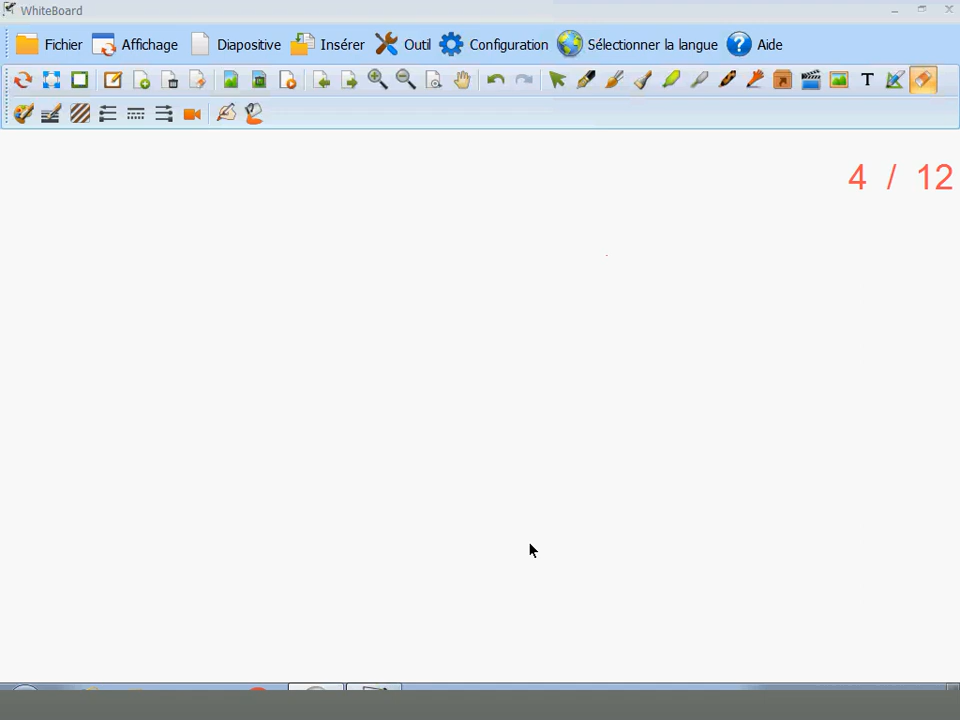 WhiteBoard
Fichier Affichage Diapositive Insérer Outil Configuration Sélectionner la langue Aide
T
4 / 12